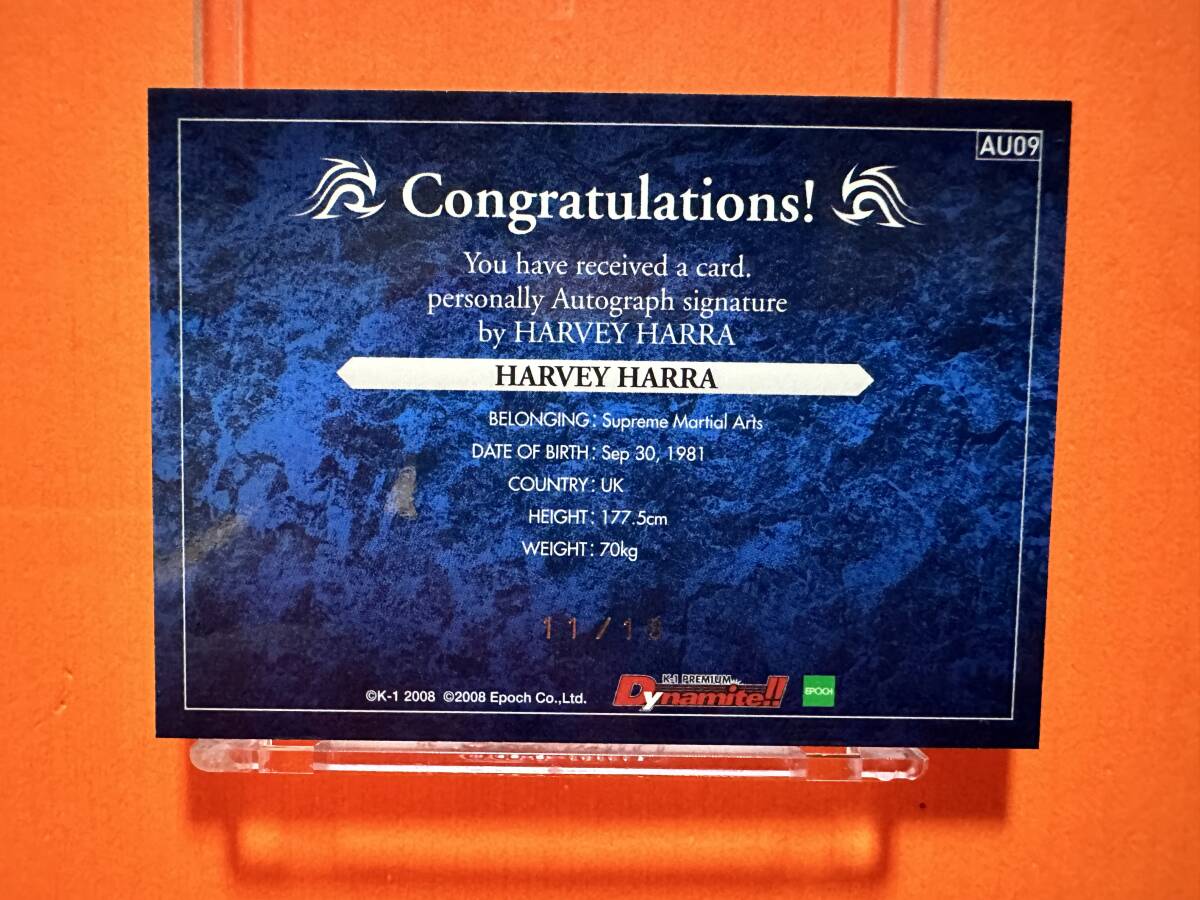 AU09
Congratulations!
You have received a card.
personally Autograph signature
by HARVEY HARRA
HARVEY HARRA
BELONGING: Supreme Martial Arts
DATE OF BIRTH: Sep 30, 1981
COUNTRY: UK
HEIGHT: 177.5cm
WEIGHT: 70kg
©K-1 2008 ©2008 Epoch Co.,Ltd.
K-1 PREMIUM
Dynamite!!
EPOCH